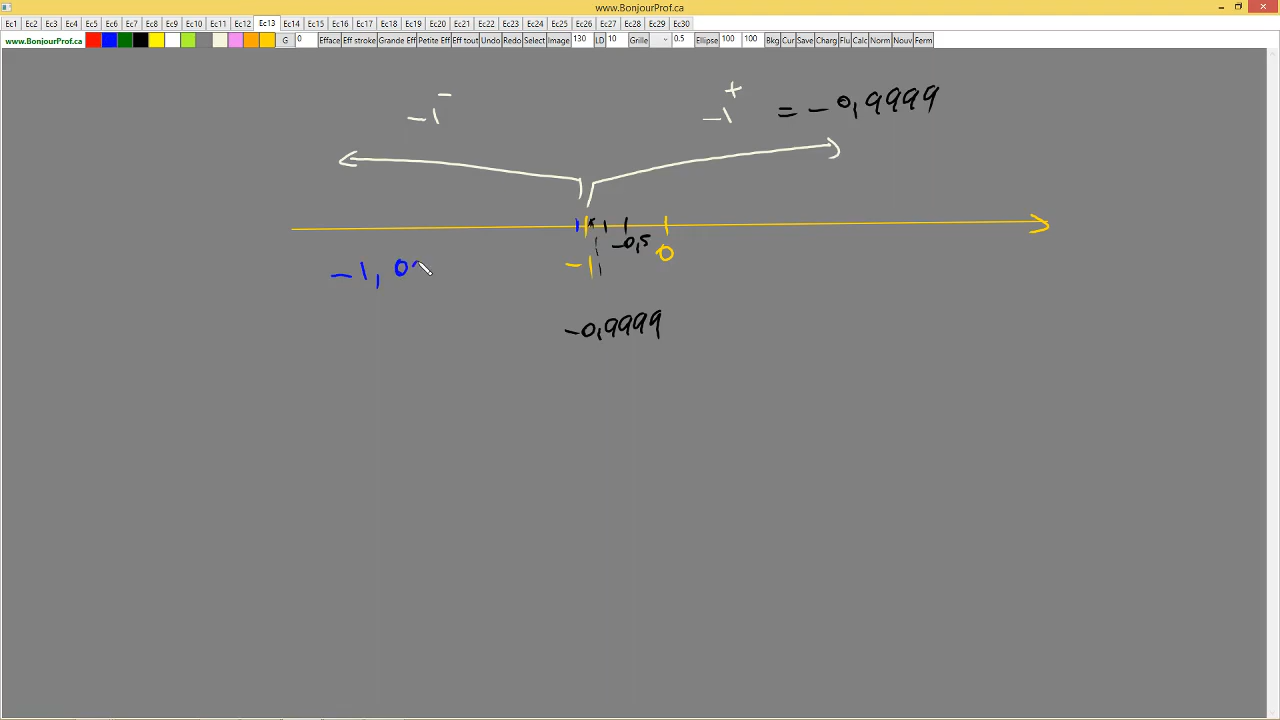 www.BonjourProf.ca
Ec1 Ec2 Ec3 Ec4 Ec5 Ec6 Ec7 Ec8 Ec9 Ec10 Ec11 Ec12 Ec13 Ec14 Ec15 Ec16 Ec17 Ec18 Ec19 Ec20 Ec21 Ec22 Ec23 Ec24 Ec25 Ec26 Ec27 Ec28 Ec29 Ec30
www.BonjourProf.ca G 0 Efface Eff stroke Grande Eff Petite Eff Eff tout Undo Redo Select Image 130 LD 10 Grille 0.5 Ellipse 100 100 Bkg Cur Save Charg Flu Calc Norm Nouv Ferm
-1⁻ -1⁺ = -0,9999
-0,5
-1 0
-1,0
-0,9999